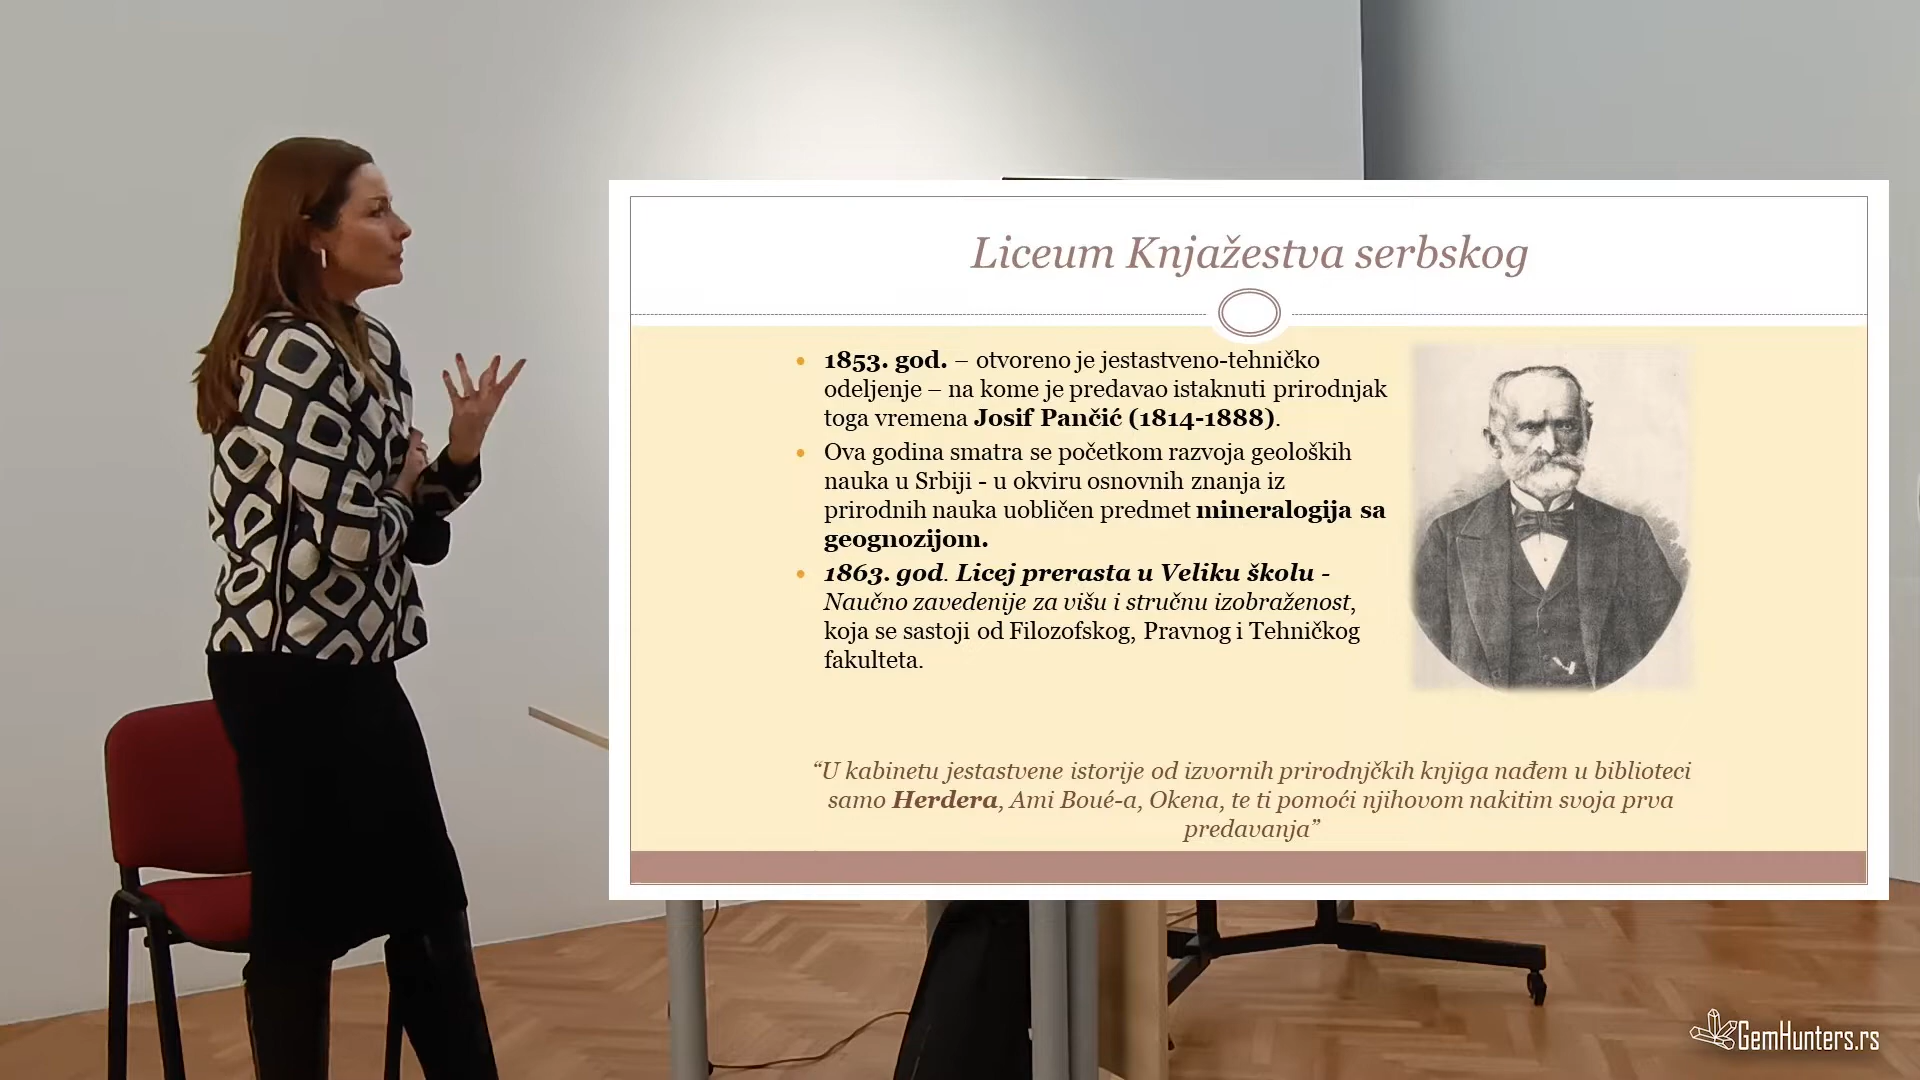 Liceum Knjažestva serbskog
1853. god. – otvoreno je jestastveno-tehničko
odeljenje – na kome je predavao istaknuti prirodnjak
toga vremena Josif Pančić (1814-1888).
Ova godina smatra se početkom razvoja geoloških
nauka u Srbiji - u okviru osnovnih znanja iz
prirodnih nauka uobličen predmet mineralogija sa
geognozijom.
1863. god. Licej prerasta u Veliku školu -
Naučno zavedenije za višu i stručnu izobraženost,
koja se sastoji od Filozofskog, Pravnog i Tehničkog
fakulteta.
“U kabinetu jestastvene istorije od izvornih prirodnjčkih knjiga nađem u biblioteci
samo Herdera, Ami Boué-a, Okena, te ti pomoći njihovom nakitim svoja prva
predavanja”
GemHunters.rs